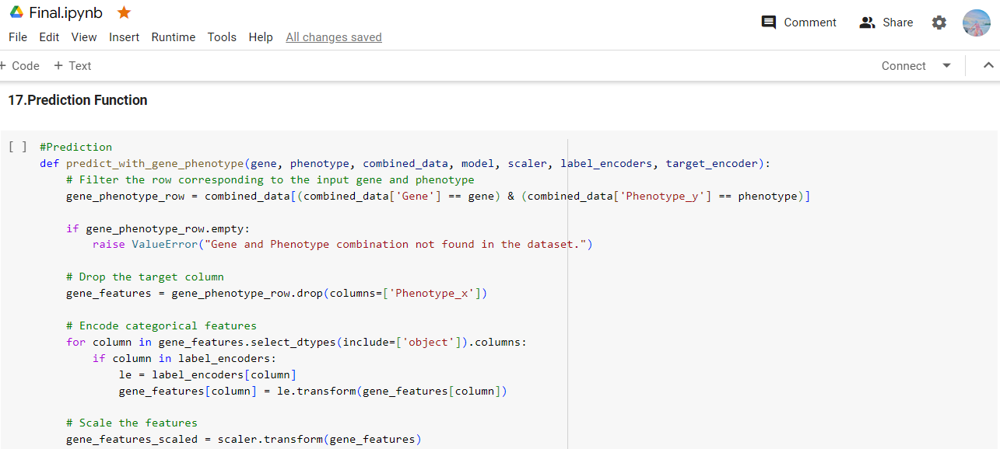 Final.ipynb
Comment
Share
File Edit View Insert Runtime Tools Help All changes saved
+ Code + Text
Connect
17.Prediction Function
[ ] #Prediction
def predict_with_gene_phenotype(gene, phenotype, combined_data, model, scaler, label_encoders, target_encoder):
    # Filter the row corresponding to the input gene and phenotype
    gene_phenotype_row = combined_data[(combined_data['Gene'] == gene) & (combined_data['Phenotype_y'] == phenotype)]
    if gene_phenotype_row.empty:
        raise ValueError("Gene and Phenotype combination not found in the dataset.")
    # Drop the target column
    gene_features = gene_phenotype_row.drop(columns=['Phenotype_x'])
    # Encode categorical features
    for column in gene_features.select_dtypes(include=['object']).columns:
        if column in label_encoders:
            le = label_encoders[column]
            gene_features[column] = le.transform(gene_features[column])
    # Scale the features
    gene_features_scaled = scaler.transform(gene_features)